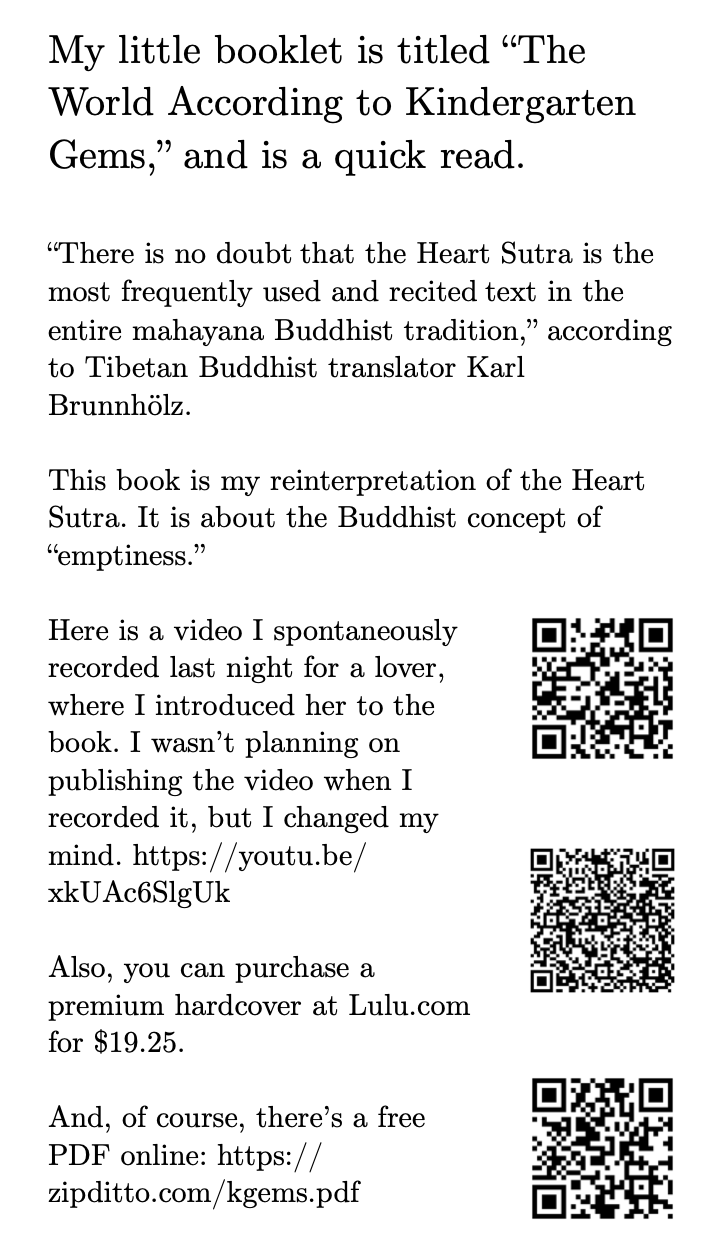 My little booklet is titled “The
World According to Kindergarten
Gems,” and is a quick read.
“There is no doubt that the Heart Sutra is the
most frequently used and recited text in the
entire mahayana Buddhist tradition,” according
to Tibetan Buddhist translator Karl
Brunnhölz.
This book is my reinterpretation of the Heart
Sutra. It is about the Buddhist concept of
“emptiness.”
Here is a video I spontaneously
recorded last night for a lover,
where I introduced her to the
book. I wasn’t planning on
publishing the video when I
recorded it, but I changed my
mind. https://youtu.be/
xkUAc6SlgUk
Also, you can purchase a
premium hardcover at Lulu.com
for $19.25.
And, of course, there’s a free
PDF online: https://
zipditto.com/kgems.pdf